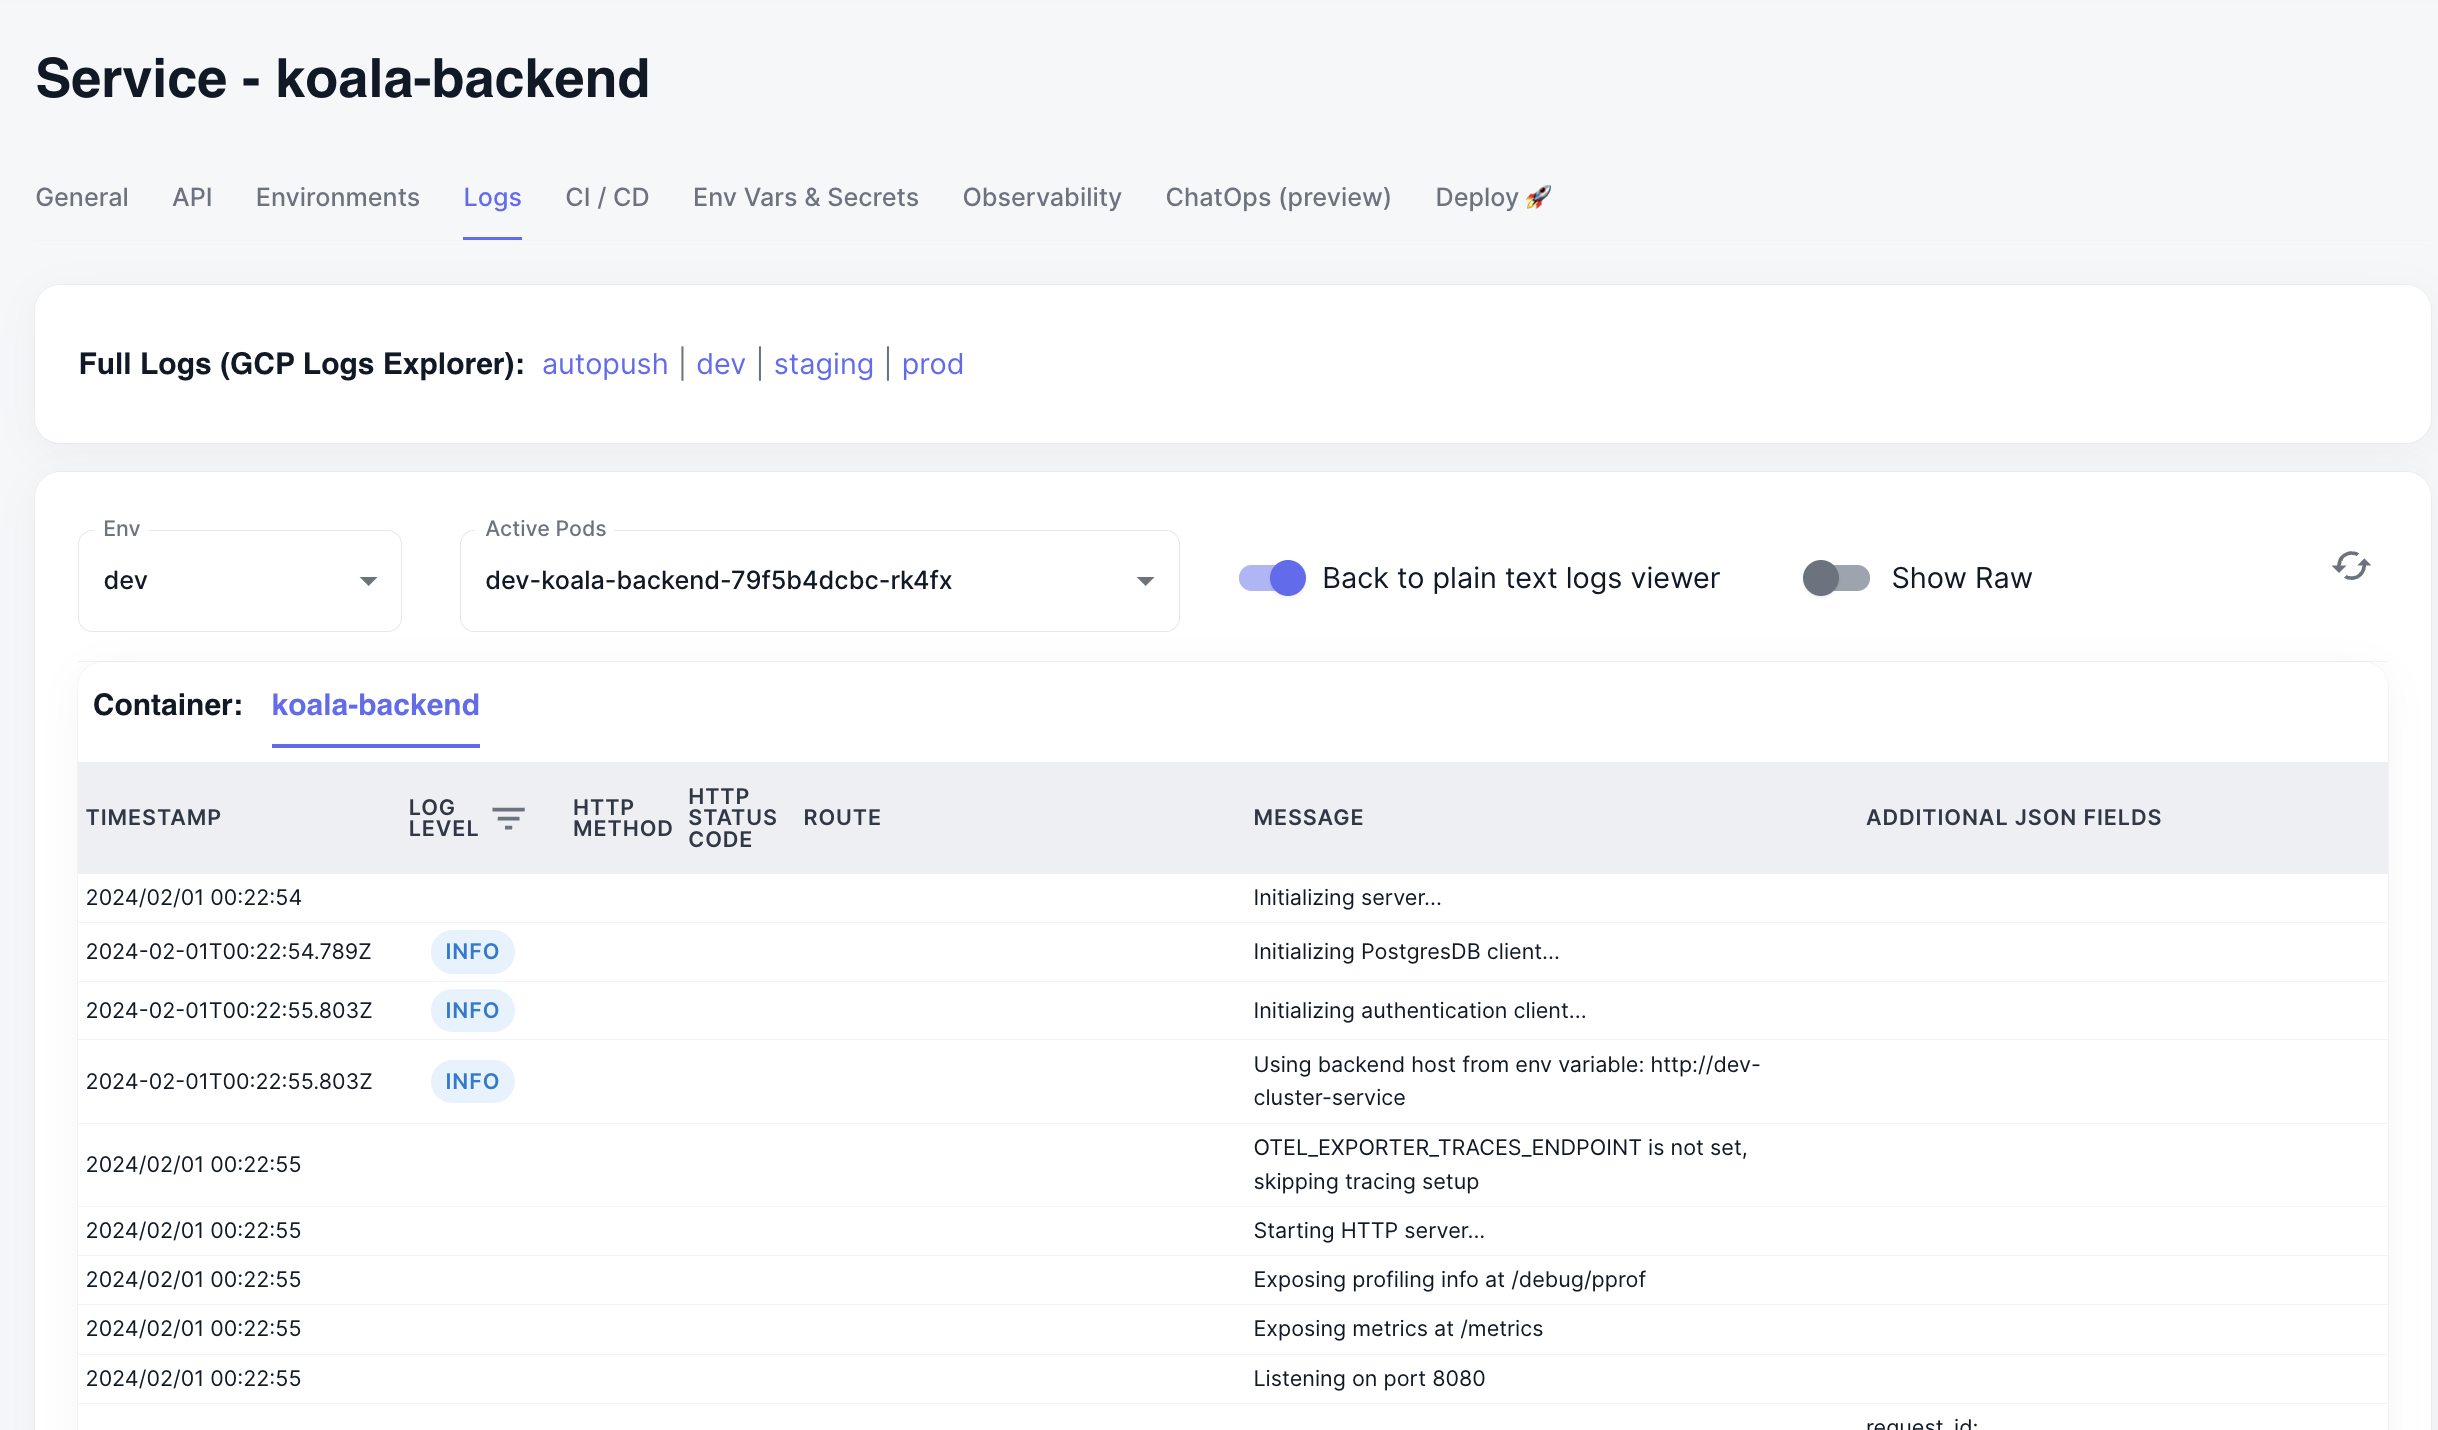 Service - koala-backend
General API Environments Logs CI / CD Env Vars & Secrets Observability ChatOps (preview) Deploy 🚀
Full Logs (GCP Logs Explorer): autopush | dev | staging | prod
Env
dev
Active Pods
dev-koala-backend-79f5b4dcbc-rk4fx
Back to plain text logs viewer
Show Raw
Container: koala-backend
TIMESTAMP
LOG
LEVEL
HTTP
METHOD
HTTP
STATUS
CODE
ROUTE
MESSAGE
ADDITIONAL JSON FIELDS
2024/02/01 00:22:54 Initializing server...
2024-02-01T00:22:54.789Z INFO Initializing PostgresDB client...
2024-02-01T00:22:55.803Z INFO Initializing authentication client...
2024-02-01T00:22:55.803Z INFO Using backend host from env variable: http://dev-
cluster-service
2024/02/01 00:22:55 OTEL_EXPORTER_TRACES_ENDPOINT is not set,
skipping tracing setup
2024/02/01 00:22:55 Starting HTTP server...
2024/02/01 00:22:55 Exposing profiling info at /debug/pprof
2024/02/01 00:22:55 Exposing metrics at /metrics
2024/02/01 00:22:55 Listening on port 8080
request_id: